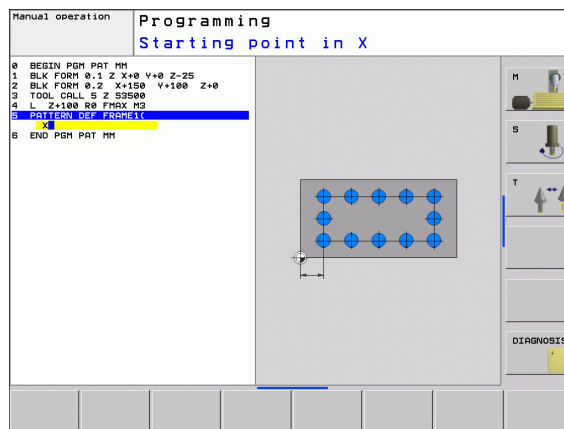 Manual operation
Programming
Starting point in X
0 BEGIN PGM PAT MM
1 BLK FORM 0.1 Z X+0 Y+0 Z-25
2 BLK FORM 0.2 X+150 Y+100 Z+0
3 TOOL CALL 5 Z S3500
4 L Z+100 R0 FMAX M3
5 PATTERN DEF FRAME1(
X
6 END PGM PAT MM
M
S
T
DIAGNOSIS